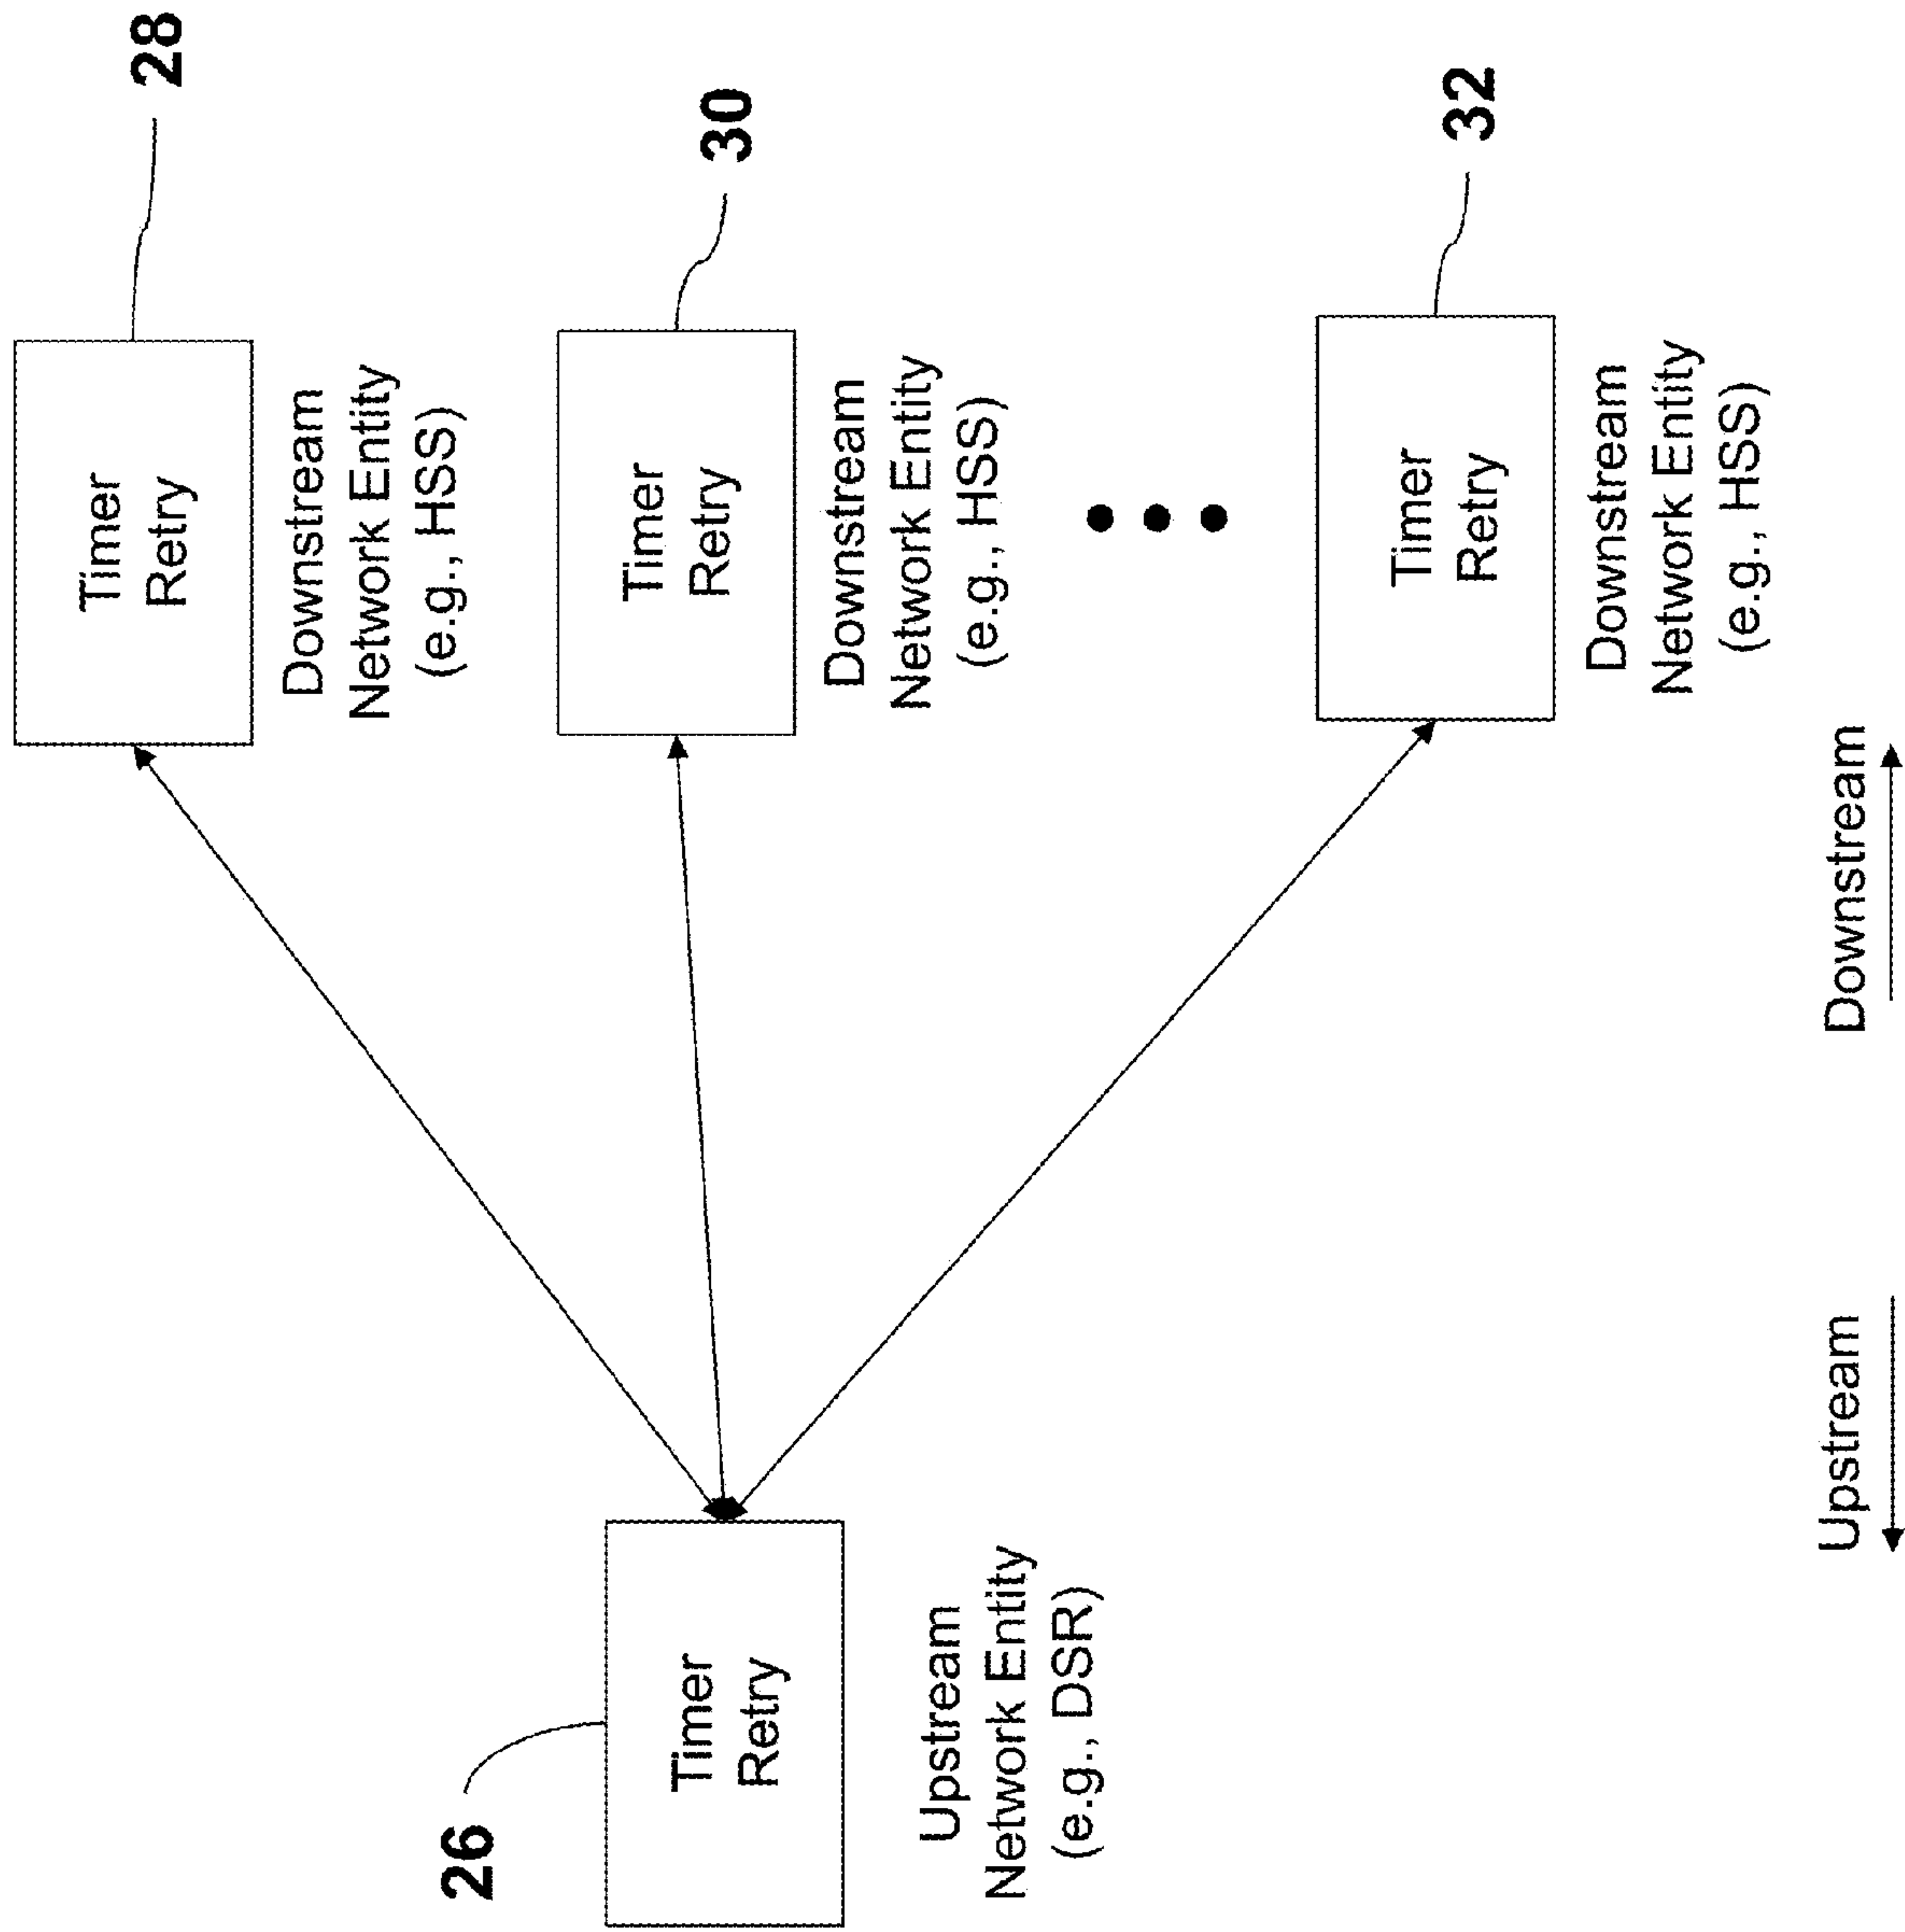 28
Timer
Retry
Downstream
Network Entity
(e.g., HSS)
30
26
Timer
Retry
Timer
Retry
Upstream
Network Entity
(e.g., DSR)
Downstream
Network Entity
(e.g., HSS)
32
Timer
Retry
Downstream
Network Entity
(e.g., HSS)
Upstream
Downstream